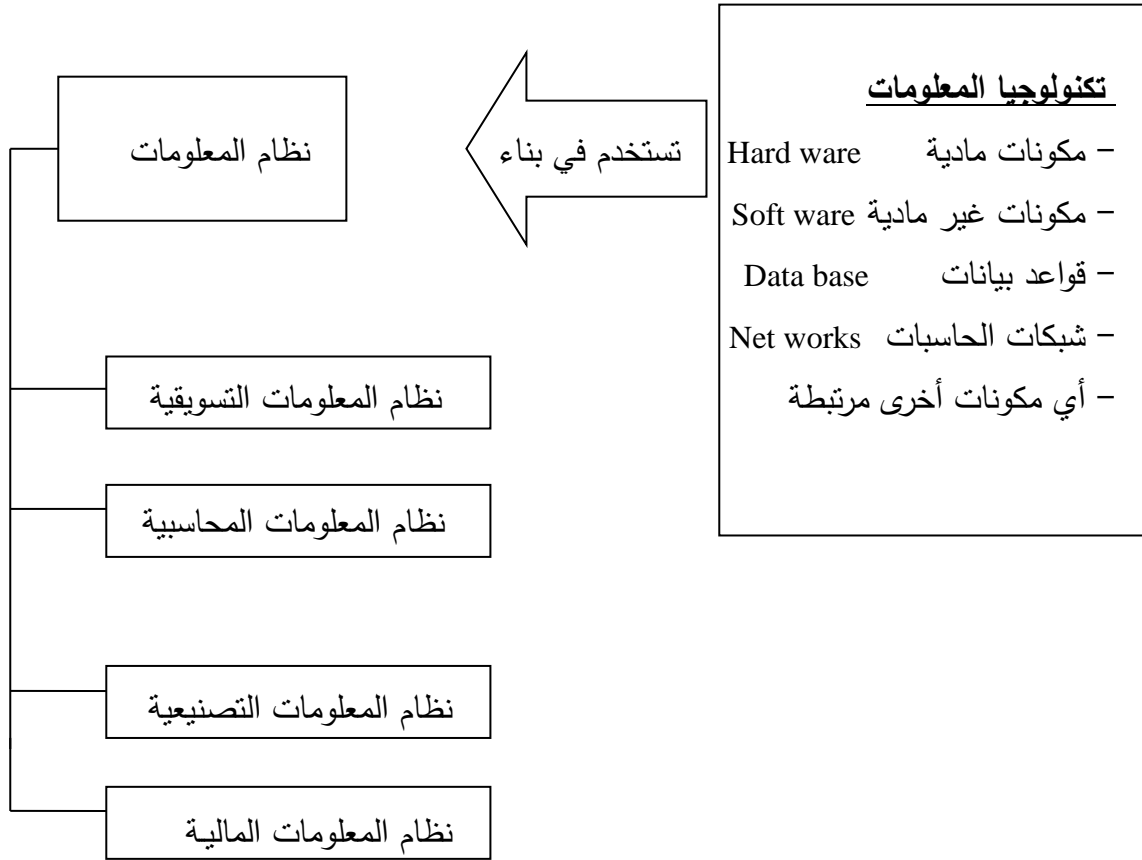 تكنولوجيا المعلومات
– مكونات مادية Hard ware
– مكونات غير مادية Soft ware
– قواعد بيانات Data base
– شبكات الحاسبات Net works
– أي مكونات أخرى مرتبطة
تستخدم في بناء
نظام المعلومات
نظام المعلومات التسويقية
نظام المعلومات المحاسبية
نظام المعلومات التصنيعية
نظام المعلومات المالية